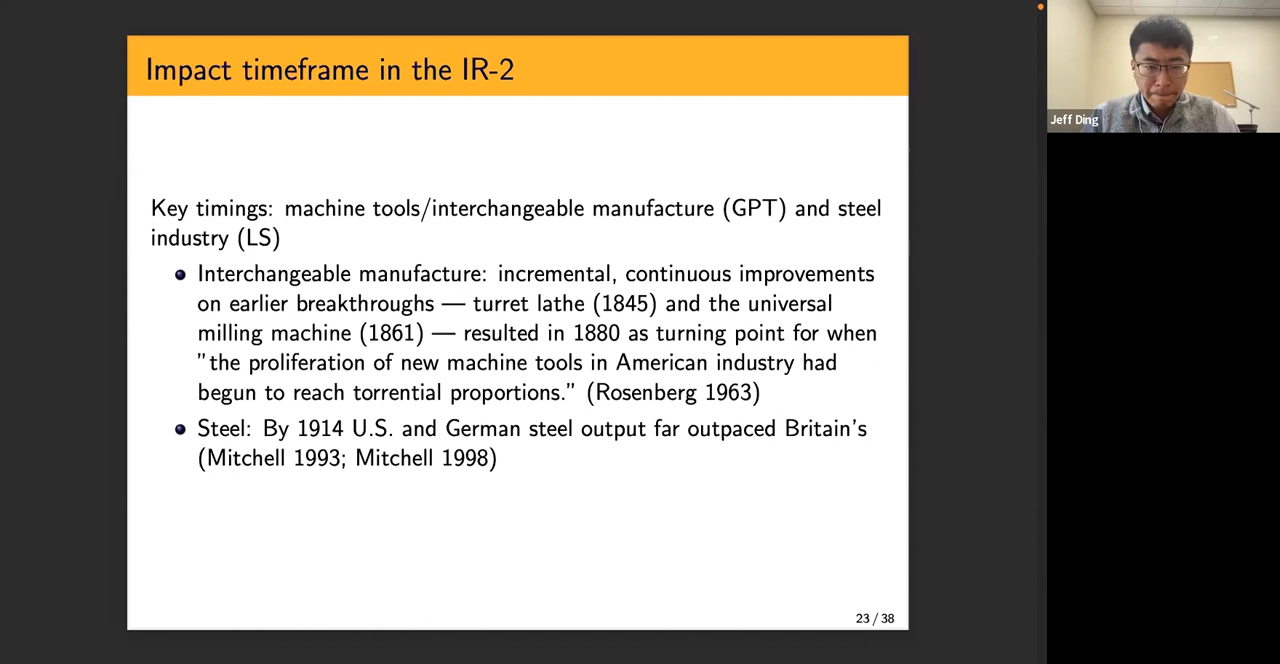 Impact timeframe in the IR-2
Jeff Ding
Key timings: machine tools/interchangeable manufacture (GPT) and steel
industry (LS)
Interchangeable manufacture: incremental, continuous improvements
on earlier breakthroughs — turret lathe (1845) and the universal
milling machine (1861) — resulted in 1880 as turning point for when
"the proliferation of new machine tools in American industry had
begun to reach torrential proportions." (Rosenberg 1963)
Steel: By 1914 U.S. and German steel output far outpaced Britain's
(Mitchell 1993; Mitchell 1998)
23 / 38